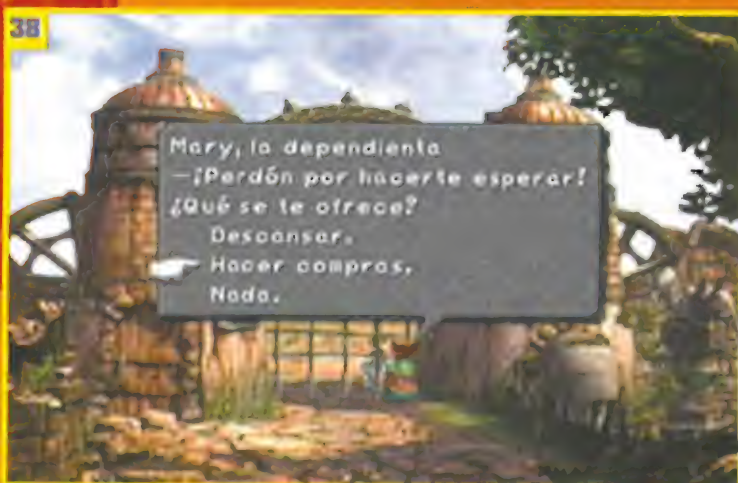 38
Mary, la dependienta
—¡Perdón por hacerte esperar!
¿Qué se te ofrece?
Descansar.
Hacer compras.
Nada.